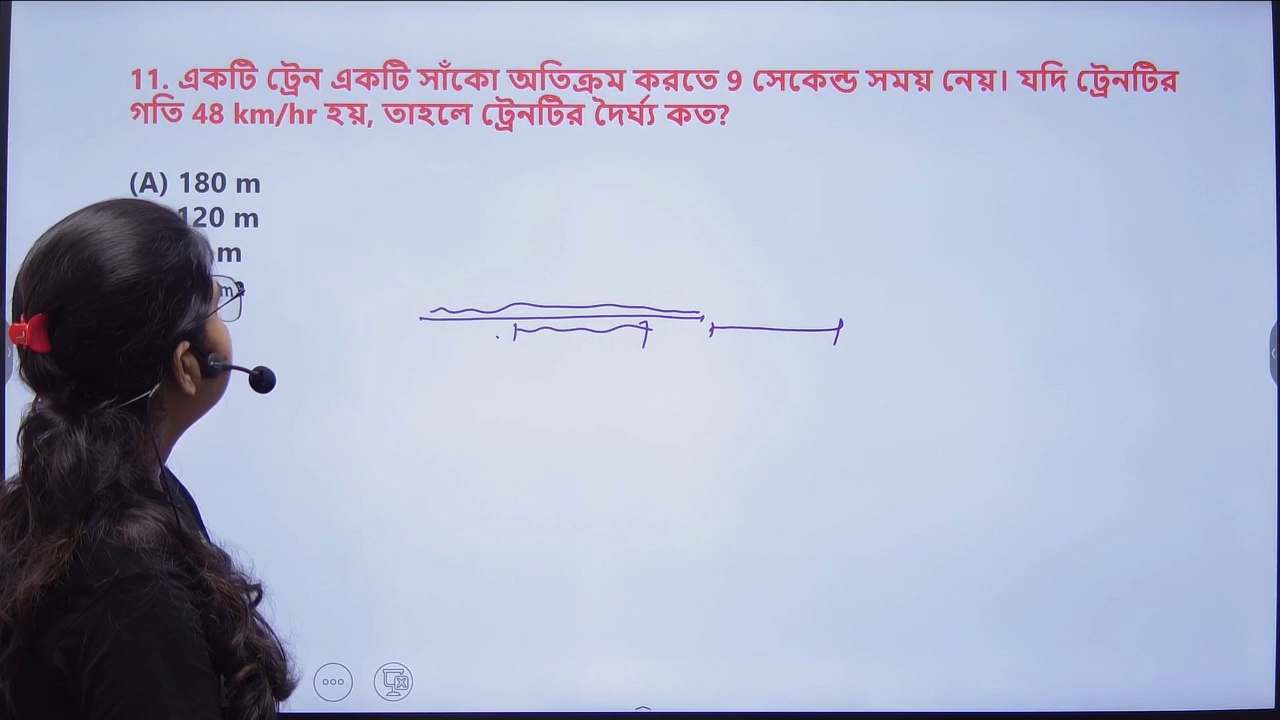 11. একটি ট্রেন একটি সাঁকো অতিক্রম করতে 9 সেকেন্ড সময় নেয়। যদি ট্রেনটির
গতি 48 km/hr হয়, তাহলে ট্রেনটির দৈর্ঘ্য কত?
(A) 180 m
120 m
m
m